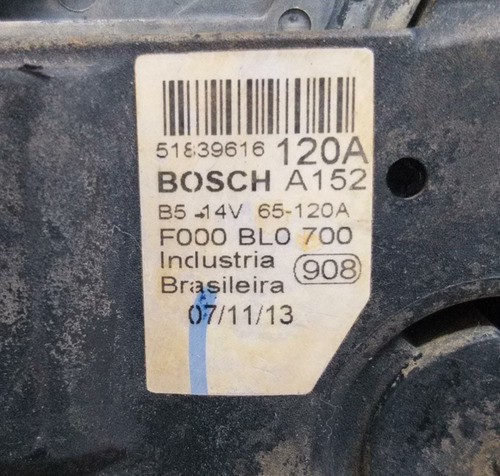 51839616 120A
BOSCH A152
B5 -14V 65-120A
F000 BL0 700
Industria 908
Brasileira
07/11/13